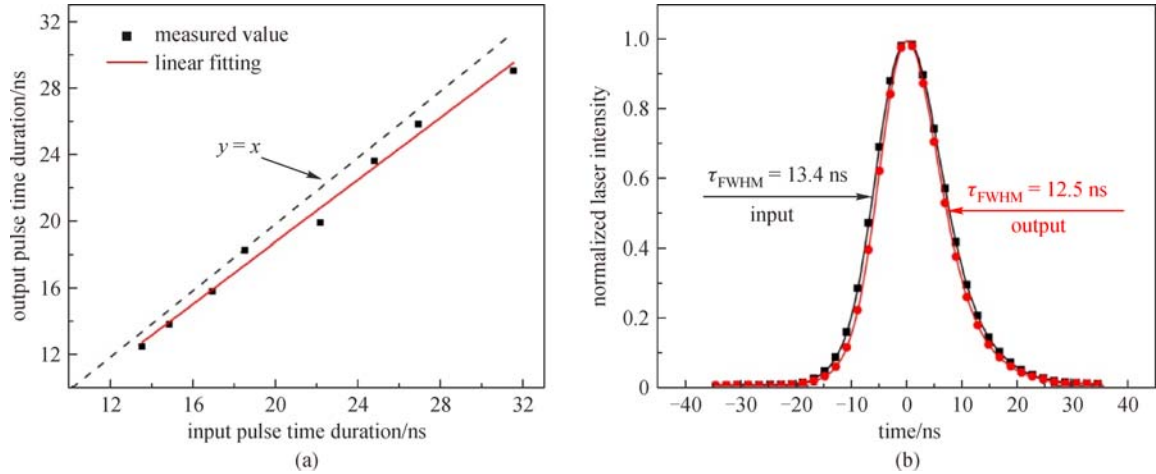 32
28
24
20
16
12
output pulse time duration/ns
measured value
linear fitting
y = x
12 16 20 24 28 32
input pulse time duration/ns
(a)
1.0
0.8
0.6
0.4
0.2
0
normalized laser intensity
τFWHM = 13.4 ns
input
τFWHM = 12.5 ns
output
−40 −30 −20 −10 0 10 20 30 40
time/ns
(b)